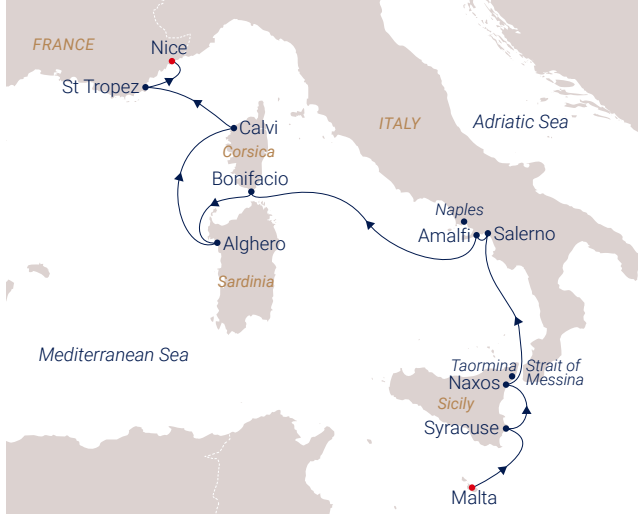 FRANCE
Nice
St Tropez
ITALY
Adriatic Sea
Calvi
Corsica
Bonifacio
Naples
Amalfi
Salerno
Alghero
Sardinia
Mediterranean Sea
Taormina
Strait of
Messina
Naxos
Sicily
Syracuse
Malta